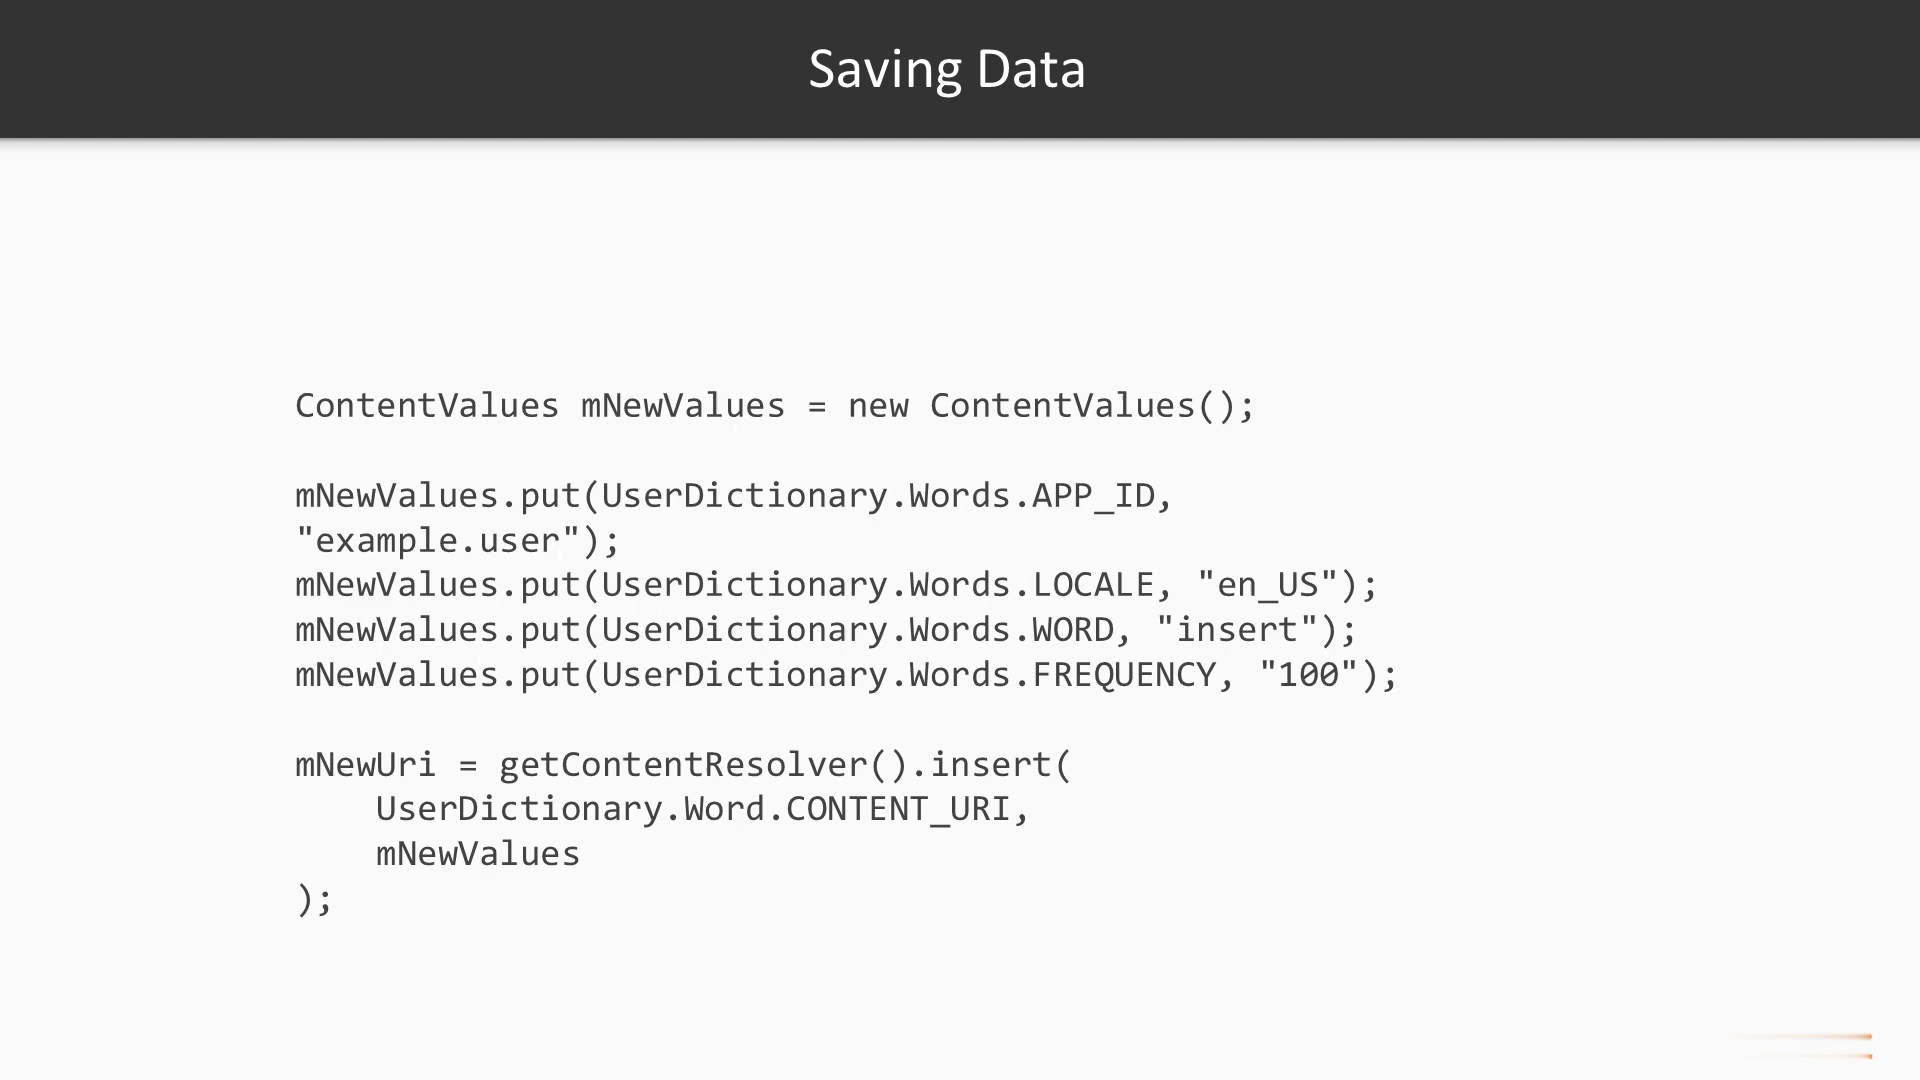 Saving Data
ContentValues mNewValues = new ContentValues();
mNewValues.put(UserDictionary.Words.APP_ID,
"example.user");
mNewValues.put(UserDictionary.Words.LOCALE, "en_US");
mNewValues.put(UserDictionary.Words.WORD, "insert");
mNewValues.put(UserDictionary.Words.FREQUENCY, "100");
mNewUri = getContentResolver().insert(
    UserDictionary.Word.CONTENT_URI,
    mNewValues
);